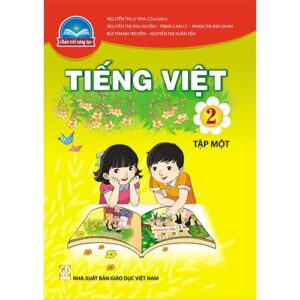 NGUYỄN THỊ LY KHA (Chủ biên)
NGUYỄN THỊ THU HUYỀN – TRỊNH CAM LY – PHẠM THỊ KIM OANH
BÙI THANH TRUYỀN – NGUYỄN THỊ XUÂN YẾN
Chân trời sáng tạo
TIẾNG VIỆT
2
TẬP MỘT
NHÀ XUẤT BẢN GIÁO DỤC VIỆT NAM